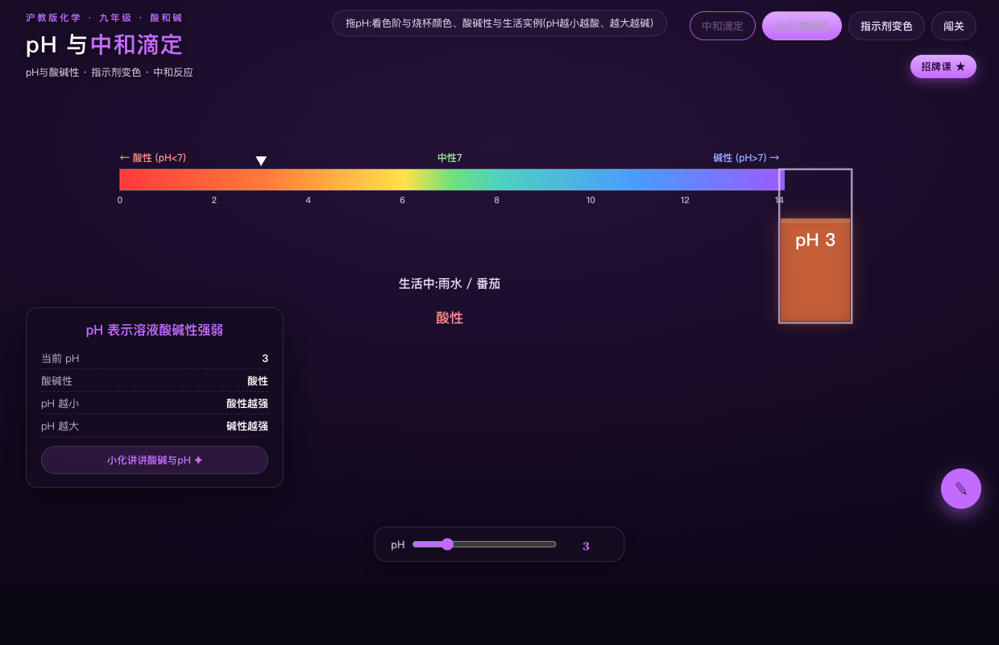 沪教版化学 · 九年级 · 酸和碱
pH 与中和滴定
pH与酸碱性 · 指示剂变色 · 中和反应
拖pH:看色阶与烧杯颜色、酸碱性与生活实例(pH越小越酸、越大越碱)
中和滴定
pH与酸碱性
指示剂变色
闯关
招牌课 ★
← 酸性 (pH<7)
中性7
碱性 (pH>7) →
0 2 4 6 8 10 12 14
pH 3
生活中:雨水 / 番茄
酸性
pH 表示溶液酸碱性强弱
当前 pH 3
酸碱性 酸性
pH 越小 酸性越强
pH 越大 碱性越强
小化讲讲酸碱与pH ✦
pH 3